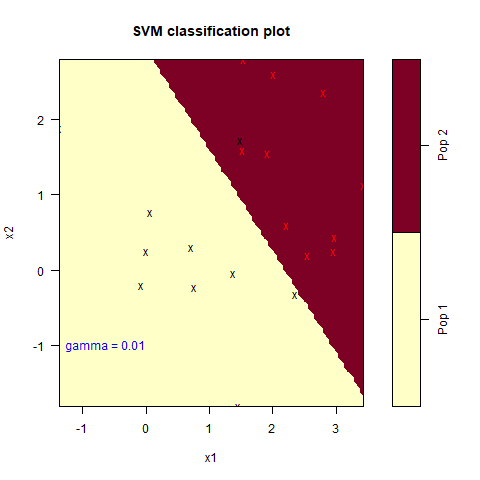 SVM classification plot
2
1
0
-1
x2
gamma = 0.01
-1
0
1
2
3
x1
Pop 2
Pop 1